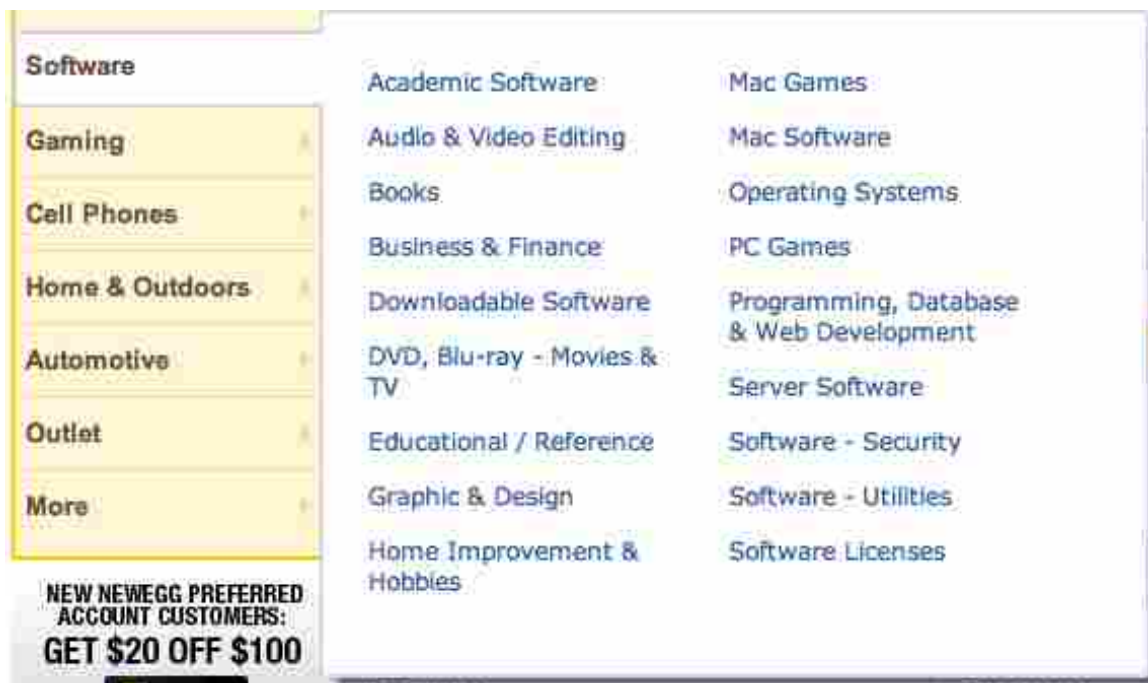 Software
Gaming
Cell Phones
Home & Outdoors
Automotive
Outlet
More
NEW NEWEGG PREFERRED
ACCOUNT CUSTOMERS:
GET $20 OFF $100
Academic Software
Audio & Video Editing
Books
Business & Finance
Downloadable Software
DVD, Blu-ray - Movies &
TV
Educational / Reference
Graphic & Design
Home Improvement &
Hobbies
Mac Games
Mac Software
Operating Systems
PC Games
Programming, Database
& Web Development
Server Software
Software - Security
Software - Utilities
Software Licenses